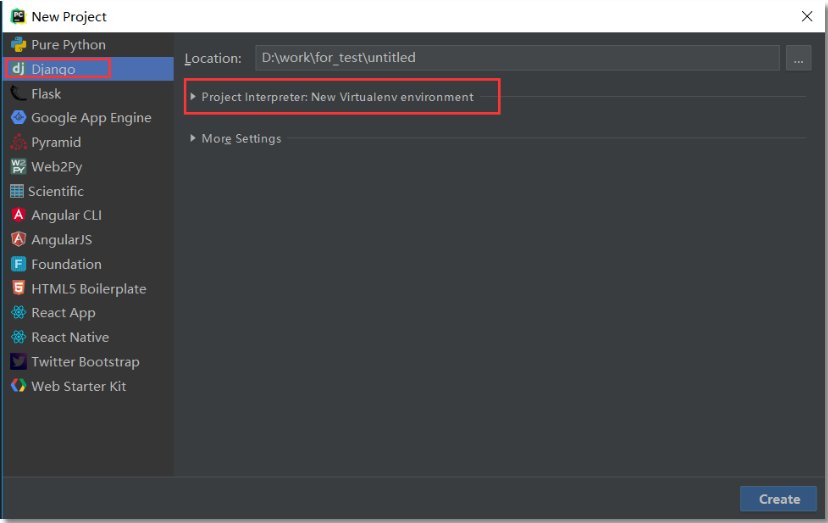 New Project
Pure Python
Django
Flask
Google App Engine
Pyramid
Web2Py
Scientific
Angular CLI
AngularJS
Foundation
HTML5 Boilerplate
React App
React Native
Twitter Bootstrap
Web Starter Kit
Location: D:\work\for_test\untitled ...
Project Interpreter: New Virtualenv environment
More Settings
Create